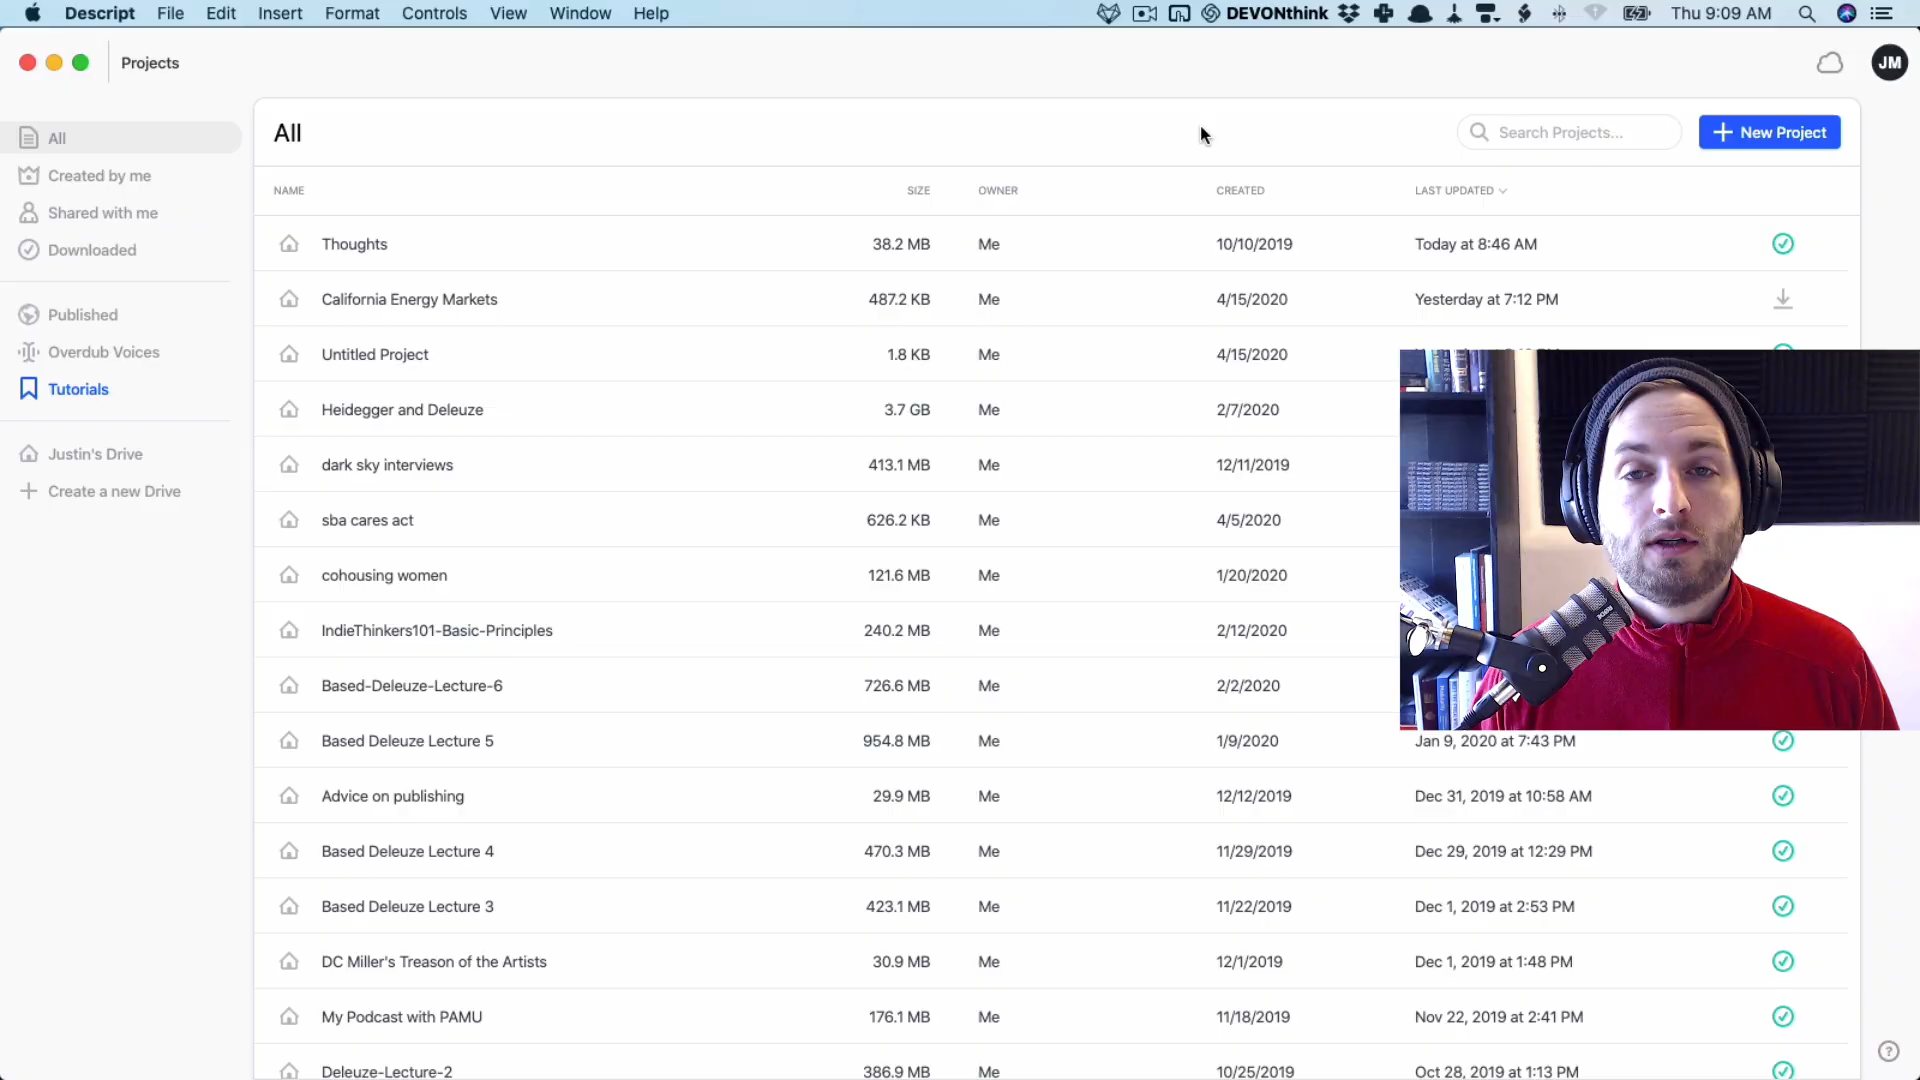 Descript File Edit Insert Format Controls View Window Help DEVONthink Thu 9:09 AM
Projects
JM
All
Created by me
Shared with me
Downloaded
Published
Overdub Voices
Tutorials
Justin's Drive
Create a new Drive
All Search Projects... New Project
NAME SIZE OWNER CREATED LAST UPDATED
Thoughts 38.2 MB Me 10/10/2019 Today at 8:46 AM
California Energy Markets 487.2 KB Me 4/15/2020 Yesterday at 7:12 PM
Untitled Project 1.8 KB Me 4/15/2020
Heidegger and Deleuze 3.7 GB Me 2/7/2020
dark sky interviews 413.1 MB Me 12/11/2019
sba cares act 626.2 KB Me 4/5/2020
cohousing women 121.6 MB Me 1/20/2020
IndieThinkers101-Basic-Principles 240.2 MB Me 2/12/2020
Based-Deleuze-Lecture-6 726.6 MB Me 2/2/2020
Based Deleuze Lecture 5 954.8 MB Me 1/9/2020 Jan 9, 2020 at 7:43 PM
Advice on publishing 29.9 MB Me 12/12/2019 Dec 31, 2019 at 10:58 AM
Based Deleuze Lecture 4 470.3 MB Me 11/29/2019 Dec 29, 2019 at 12:29 PM
Based Deleuze Lecture 3 423.1 MB Me 11/22/2019 Dec 1, 2019 at 2:53 PM
DC Miller's Treason of the Artists 30.9 MB Me 12/1/2019 Dec 1, 2019 at 1:48 PM
My Podcast with PAMU 176.1 MB Me 11/18/2019 Nov 22, 2019 at 2:41 PM
Deleuze-Lecture-2 386.9 MB Me 10/25/2019 Oct 28, 2019 at 1:13 PM